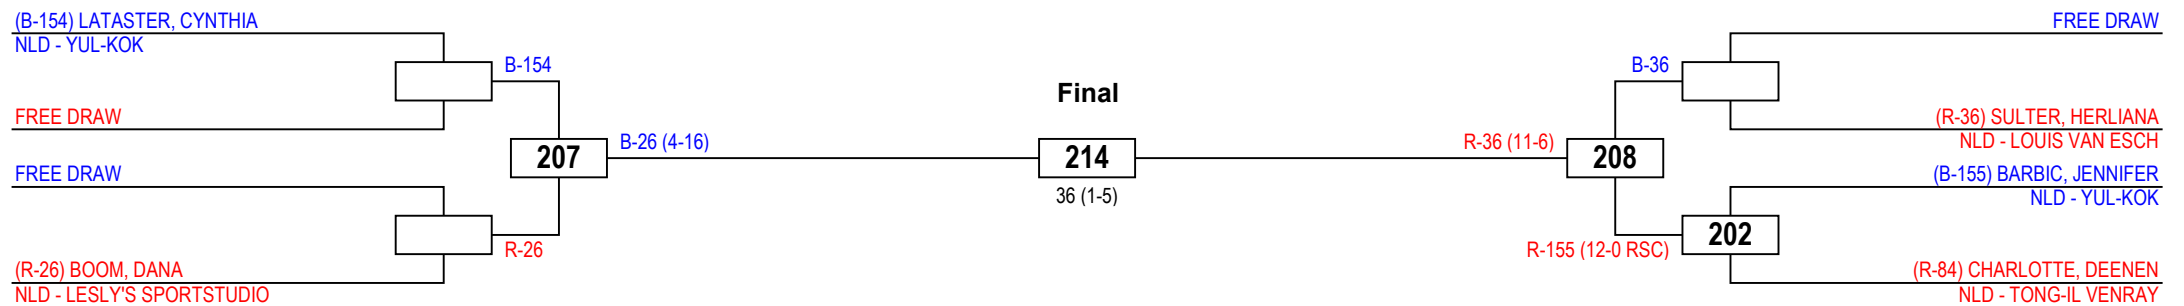 (B-154) LATASTER, CYNTHIA
NLD - YUL-KOK
B-154
FREE DRAW
207
B-26 (4-16)
FREE DRAW
R-26
(R-26) BOOM, DANA
NLD - LESLY'S SPORTSTUDIO
Final
214
36 (1-5)
FREE DRAW
B-36
(R-36) SULTER, HERLIANA
NLD - LOUIS VAN ESCH
R-36 (11-6)
208
(B-155) BARBIC, JENNIFER
NLD - YUL-KOK
R-155 (12-0 RSC)
202
(R-84) CHARLOTTE, DEENEN
NLD - TONG-IL VENRAY